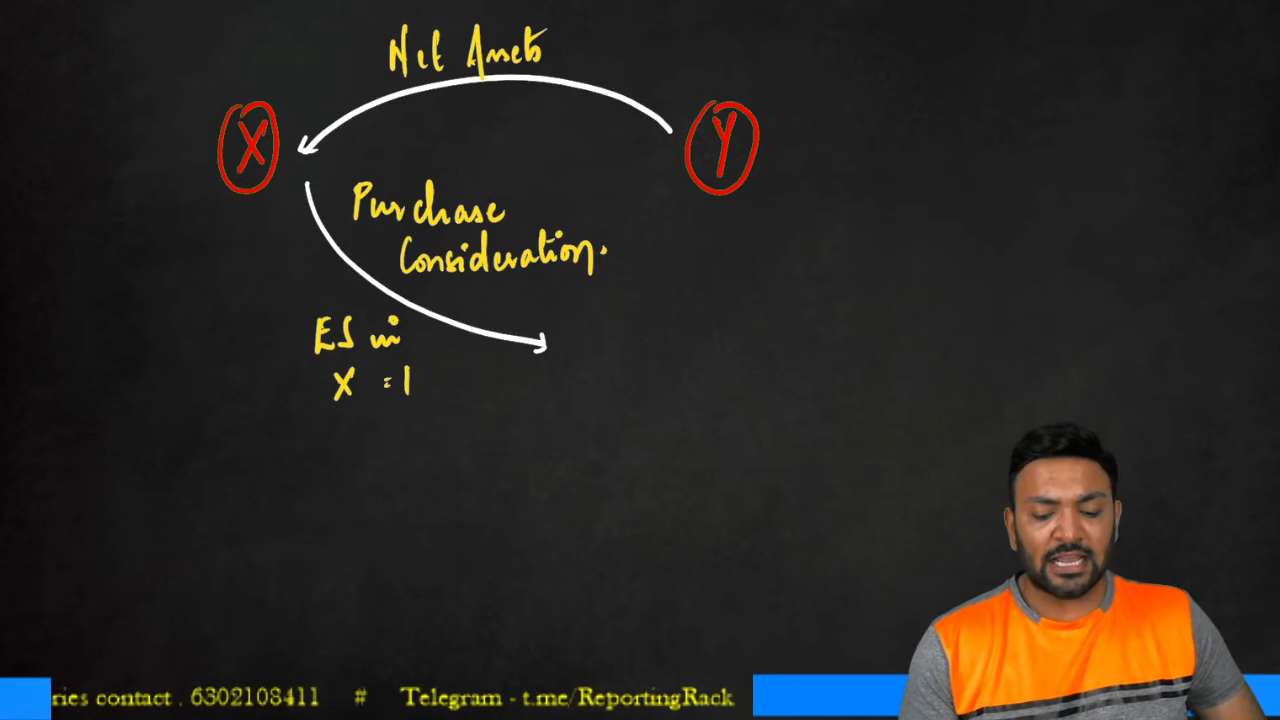 Net Assets
X
Y
Purchase
Consideration.
ES in
X = 1
ries contact . 6302108411 # Telegram - t.me/ReportingRack